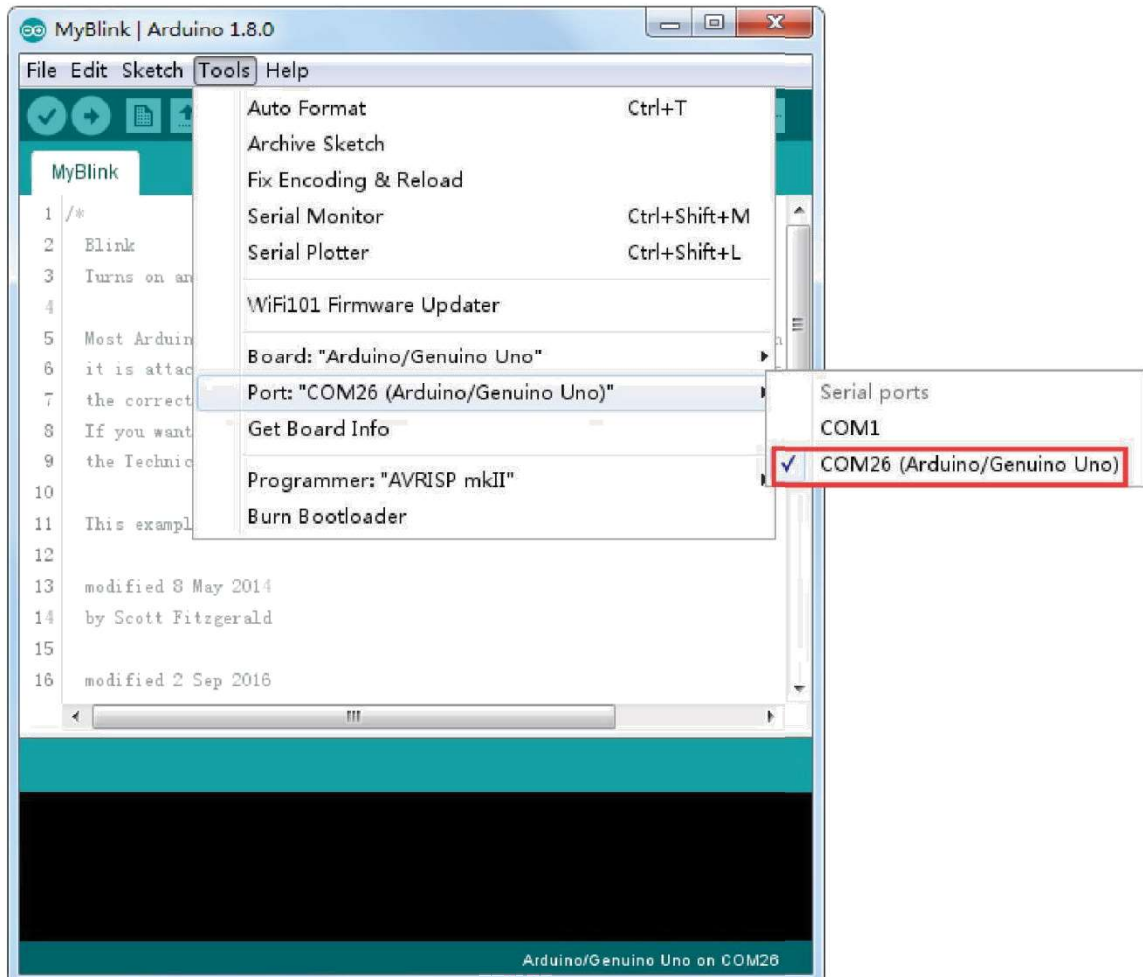 MyBlink | Arduino 1.8.0
File Edit Sketch Tools Help
Auto Format Ctrl+T
Archive Sketch
MyBlink
Fix Encoding & Reload
Serial Monitor Ctrl+Shift+M
Serial Plotter Ctrl+Shift+L
WiFi101 Firmware Updater
Board: "Arduino/Genuino Uno"
Port: "COM26 (Arduino/Genuino Uno)"
Get Board Info
Programmer: "AVRISP mkII"
Burn Bootloader
Serial ports
COM1
✓ COM26 (Arduino/Genuino Uno)
1 /*
2 Blink
3 Turns on an
4
5 Most Arduin
6 it is attac
7 the correct
8 If you want
9 the Technic
10
11 This exampl
12
13 modified 8 May 2014
14 by Scott Fitzgerald
15
16 modified 2 Sep 2016
Arduino/Genuino Uno on COM26